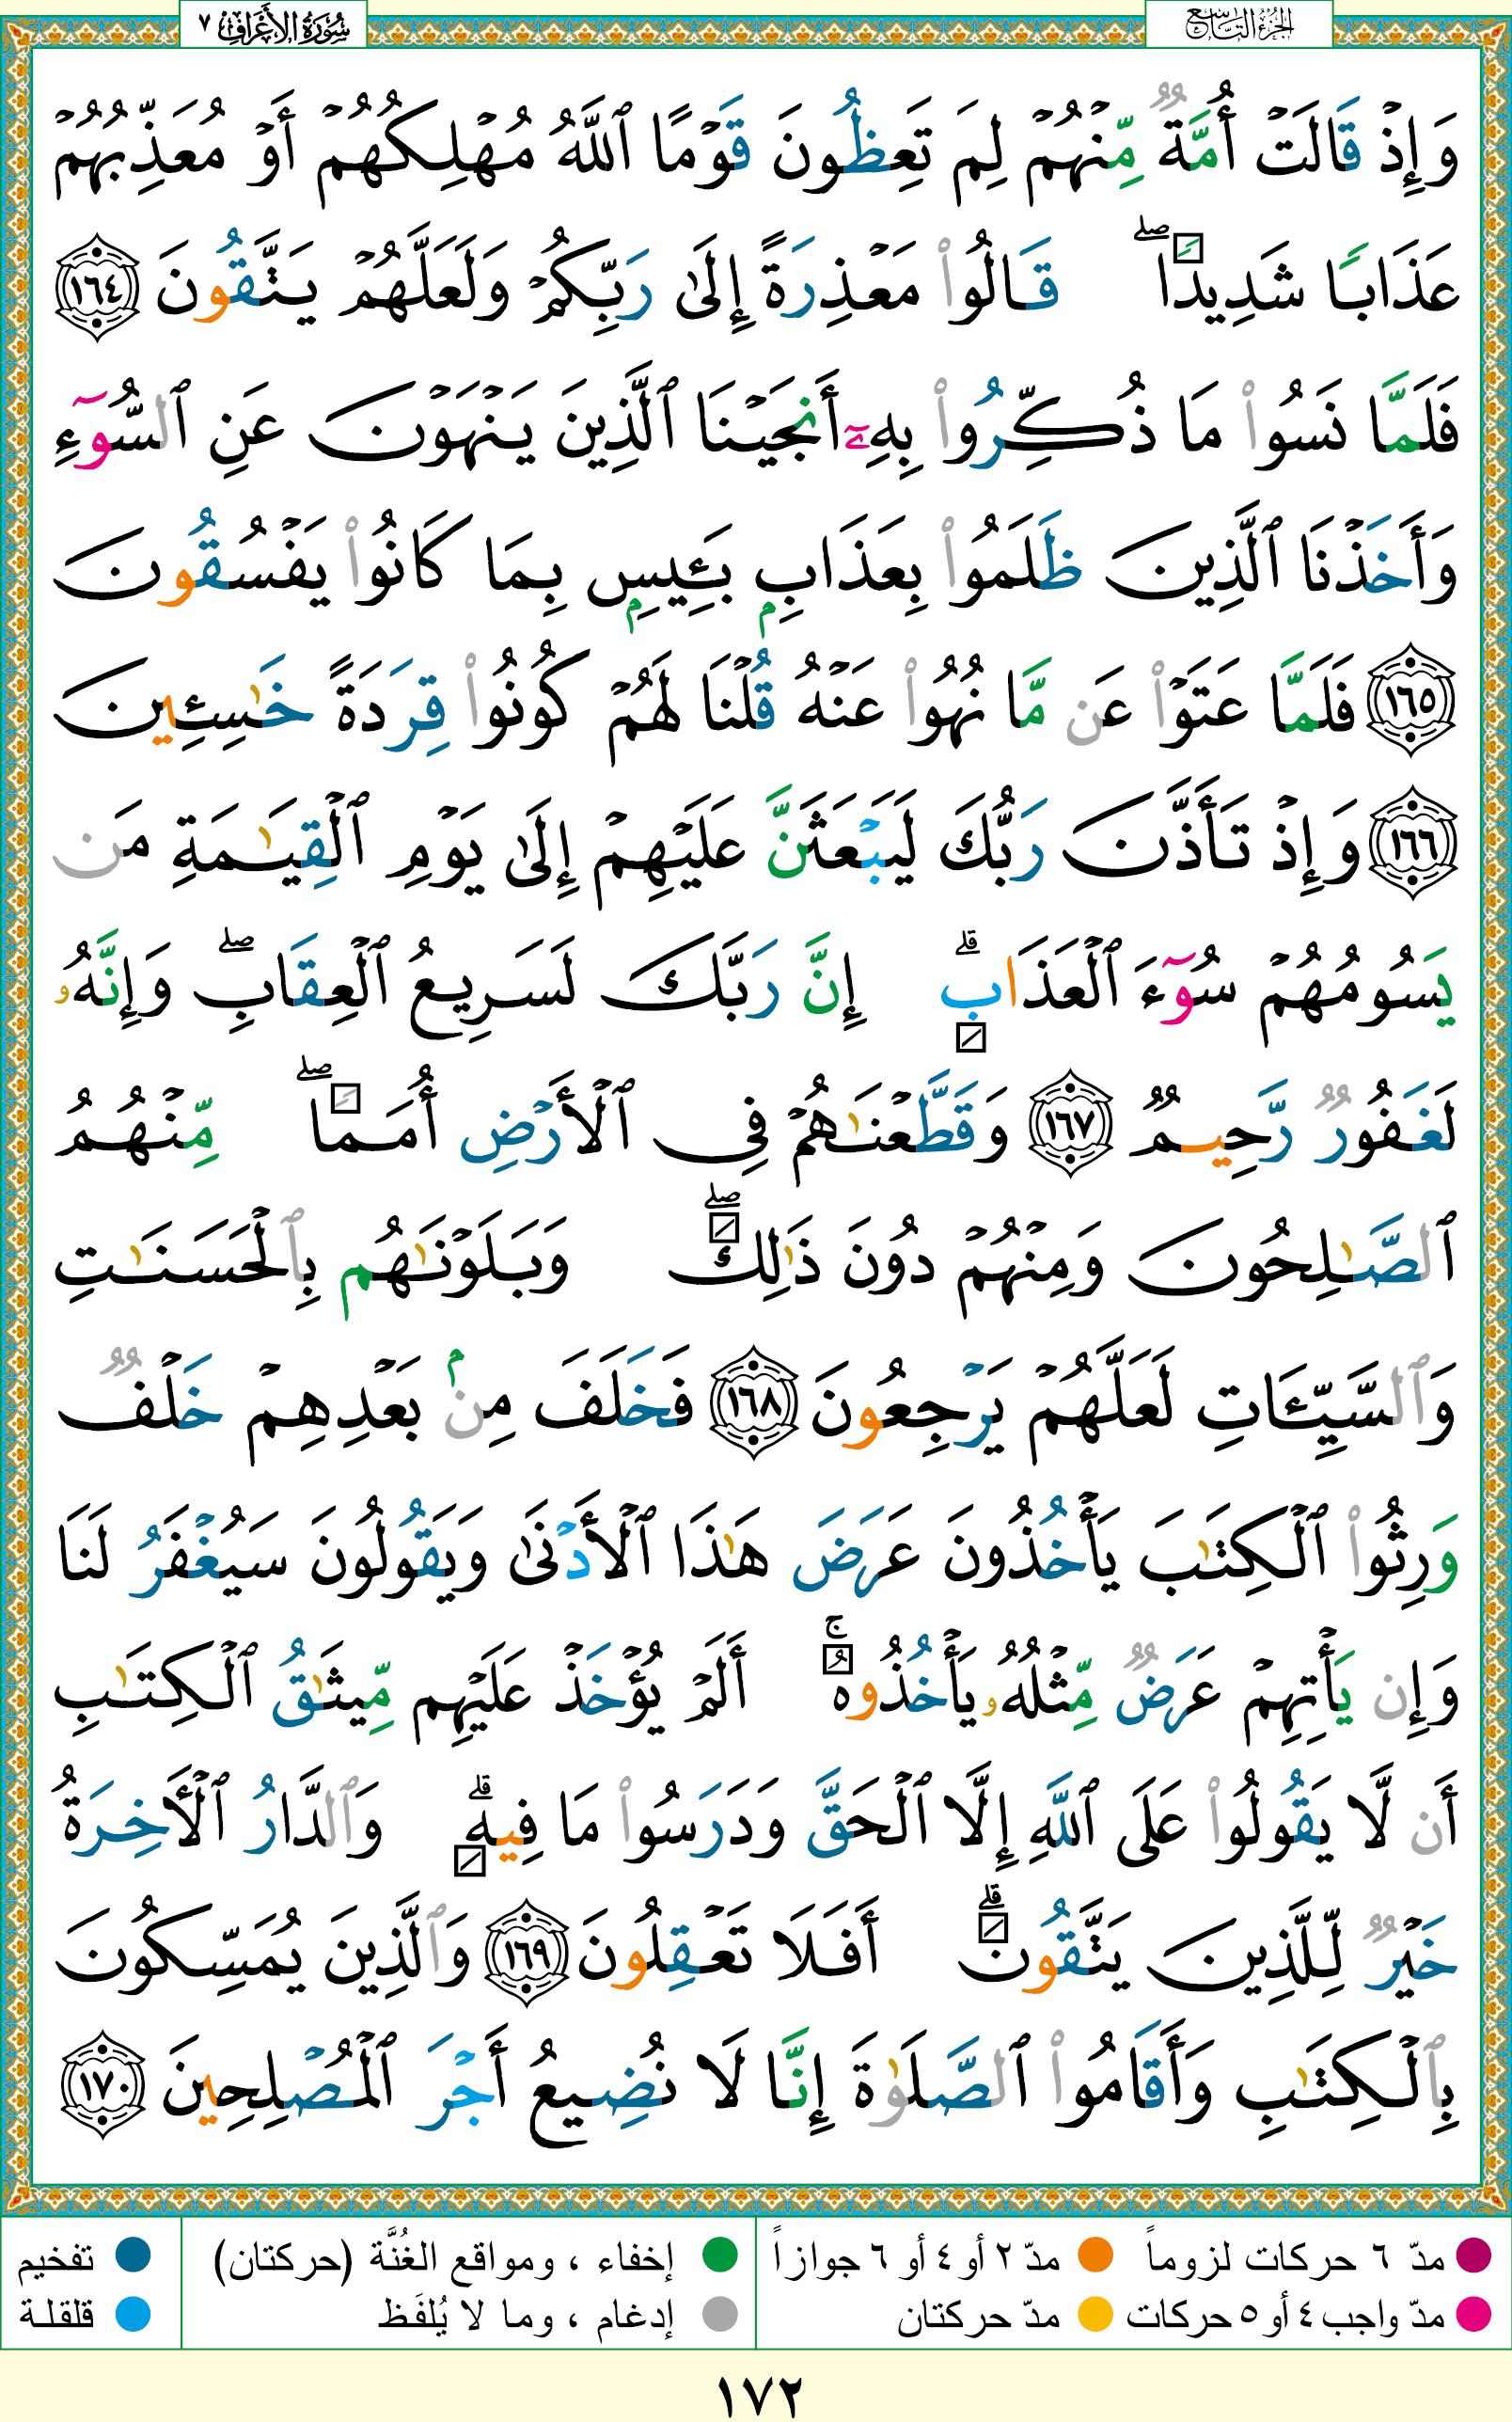 الجزء التاسع
سُورَةُ الأَعْرَافِ ٧
وَإِذْ قَالَتْ أُمَّةٌ مِّنْهُمْ لِمَ تَعِظُونَ قَوْمًا ٱللَّهُ مُهْلِكُهُمْ أَوْ مُعَذِّبُهُمْ
عَذَابًا شَدِيدًاۖ قَالُوا۟ مَعْذِرَةً إِلَىٰ رَبِّكُمْ وَلَعَلَّهُمْ يَتَّقُونَ ١٦٤
فَلَمَّا نَسُوا۟ مَا ذُكِّرُوا۟ بِهِۦٓ أَنجَيْنَا ٱلَّذِينَ يَنْهَوْنَ عَنِ ٱلسُّوٓءِ
وَأَخَذْنَا ٱلَّذِينَ ظَلَمُوا۟ بِعَذَابِۭ بَـِٔيسِۭ بِمَا كَانُوا۟ يَفْسُقُونَ
١٦٥ فَلَمَّا عَتَوْا۟ عَن مَّا نُهُوا۟ عَنْهُ قُلْنَا لَهُمْ كُونُوا۟ قِرَدَةً خَـٰسِـِٔينَ
١٦٦ وَإِذْ تَأَذَّنَ رَبُّكَ لَيَبْعَثَنَّ عَلَيْهِمْ إِلَىٰ يَوْمِ ٱلْقِيَـٰمَةِ مَن
يَسُومُهُمْ سُوٓءَ ٱلْعَذَابِۗ إِنَّ رَبَّكَ لَسَرِيعُ ٱلْعِقَابِۖ وَإِنَّهُۥ
لَغَفُورٌ رَّحِيمٌ ١٦٧ وَقَطَّعْنَـٰهُمْ فِى ٱلْأَرْضِ أُمَمًاۖ مِّنْهُمُ
ٱلصَّـٰلِحُونَ وَمِنْهُمْ دُونَ ذَٰلِكَۖ وَبَلَوْنَـٰهُم بِٱلْحَسَنَـٰتِ
وَٱلسَّيِّـَٔاتِ لَعَلَّهُمْ يَرْجِعُونَ ١٦٨ فَخَلَفَ مِنۢ بَعْدِهِمْ خَلْفٌ
وَرِثُوا۟ ٱلْكِتَـٰبَ يَأْخُذُونَ عَرَضَ هَـٰذَا ٱلْأَدْنَىٰ وَيَقُولُونَ سَيُغْفَرُ لَنَا
وَإِن يَأْتِهِمْ عَرَضٌ مِّثْلُهُۥ يَأْخُذُوهُۚ أَلَمْ يُؤْخَذْ عَلَيْهِم مِّيثَـٰقُ ٱلْكِتَـٰبِ
أَن لَّا يَقُولُوا۟ عَلَى ٱللَّهِ إِلَّا ٱلْحَقَّ وَدَرَسُوا۟ مَا فِيهِۗ وَٱلدَّارُ ٱلْـَٔاخِرَةُ
خَيْرٌ لِّلَّذِينَ يَتَّقُونَۗ أَفَلَا تَعْقِلُونَ ١٦٩ وَٱلَّذِينَ يُمَسِّكُونَ
بِٱلْكِتَـٰبِ وَأَقَامُوا۟ ٱلصَّلَوٰةَ إِنَّا لَا نُضِيعُ أَجْرَ ٱلْمُصْلِحِينَ ١٧٠
مدّ ٦ حركات لزوماً مدّ ٢ أو ٤ أو ٦ جوازاً إخفاء ، ومواقع الغُنَّة (حركتان) تفخيم
مدّ واجب ٤ أو ٥ حركات مدّ حركتان إدغام ، وما لا يُلفَظ قلقلة
١٧٢